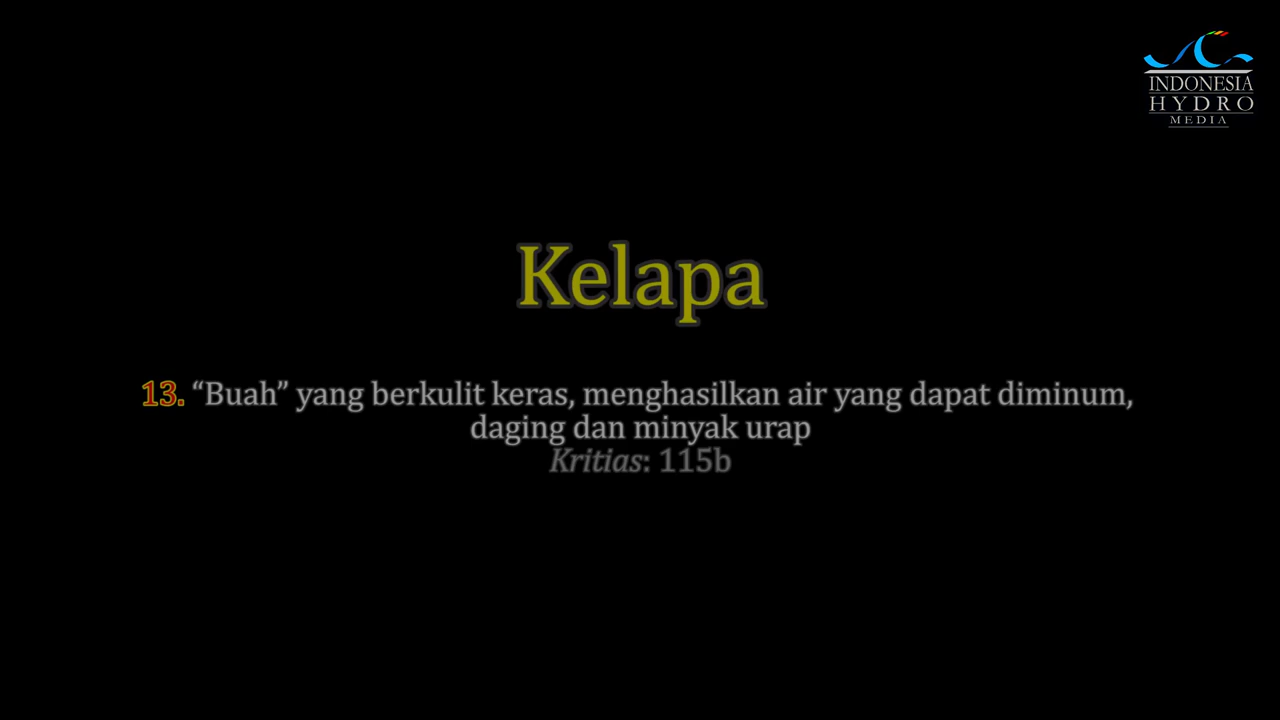 INDONESIA
HYDRO
MEDIA
Kelapa
13. “Buah” yang berkulit keras, menghasilkan air yang dapat diminum,
daging dan minyak urap
Kritias: 115b